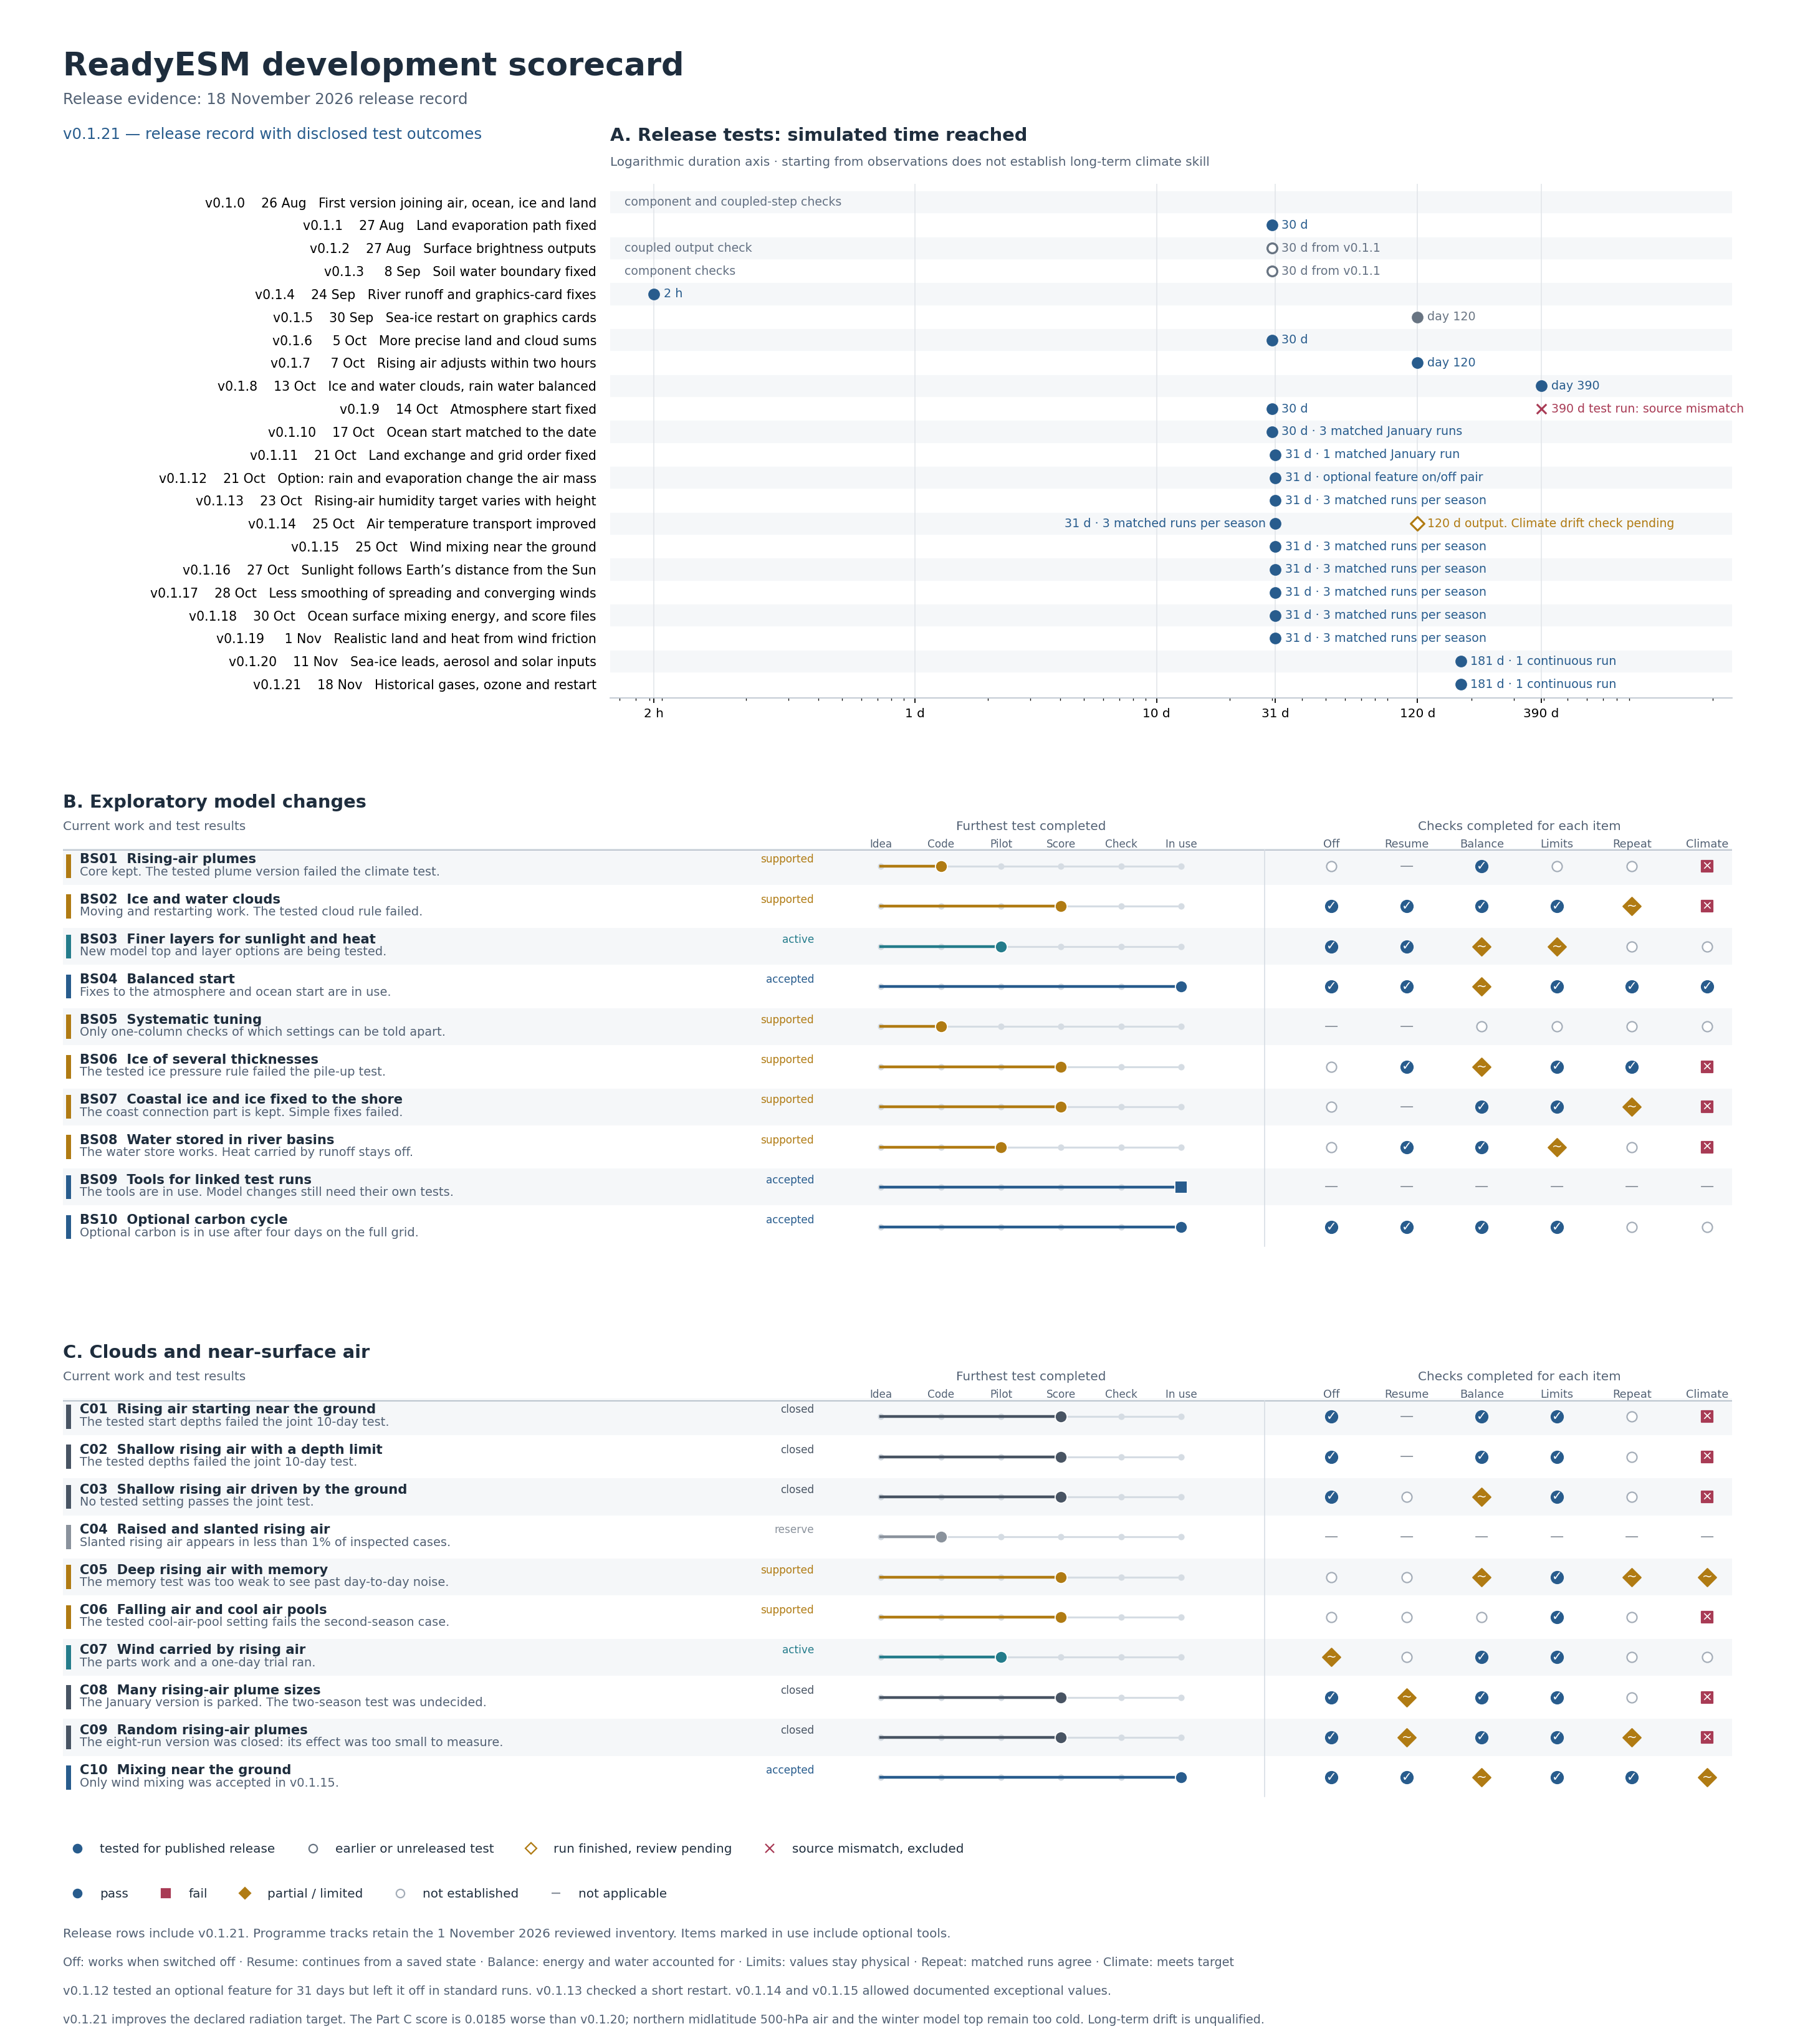 ReadyESM development scorecard
Release evidence: 18 November 2026 release record
v0.1.21 — release record with disclosed test outcomes
A. Release tests: simulated time reached
Logarithmic duration axis · starting from observations does not establish long-term climate skill
v0.1.0 26 Aug First version joining air, ocean, ice and land component and coupled-step checks
v0.1.1 27 Aug Land evaporation path fixed 30 d
v0.1.2 27 Aug Surface brightness outputs coupled output check 30 d from v0.1.1
v0.1.3 8 Sep Soil water boundary fixed component checks 30 d from v0.1.1
v0.1.4 24 Sep River runoff and graphics-card fixes 2 h
v0.1.5 30 Sep Sea-ice restart on graphics cards day 120
v0.1.6 5 Oct More precise land and cloud sums 30 d
v0.1.7 7 Oct Rising air adjusts within two hours day 120
v0.1.8 13 Oct Ice and water clouds, rain water balanced day 390
v0.1.9 14 Oct Atmosphere start fixed 30 d 390 d test run: source mismatch
v0.1.10 17 Oct Ocean start matched to the date 30 d · 3 matched January runs
v0.1.11 21 Oct Land exchange and grid order fixed 31 d · 1 matched January run
v0.1.12 21 Oct Option: rain and evaporation change the air mass 31 d · optional feature on/off pair
v0.1.13 23 Oct Rising-air humidity target varies with height 31 d · 3 matched runs per season
v0.1.14 25 Oct Air temperature transport improved 31 d · 3 matched runs per season 120 d output. Climate drift check pending
v0.1.15 25 Oct Wind mixing near the ground 31 d · 3 matched runs per season
v0.1.16 27 Oct Sunlight follows Earth’s distance from the Sun 31 d · 3 matched runs per season
v0.1.17 28 Oct Less smoothing of spreading and converging winds 31 d · 3 matched runs per season
v0.1.18 30 Oct Ocean surface mixing energy, and score files 31 d · 3 matched runs per season
v0.1.19 1 Nov Realistic land and heat from wind friction 31 d · 3 matched runs per season
v0.1.20 11 Nov Sea-ice leads, aerosol and solar inputs 181 d · 1 continuous run
v0.1.21 18 Nov Historical gases, ozone and restart 181 d · 1 continuous run
2 h 1 d 10 d 31 d 120 d 390 d
B. Exploratory model changes
Current work and test results Furthest test completed Checks completed for each item
Idea Code Pilot Score Check In use Off Resume Balance Limits Repeat Climate
BS01 Rising-air plumes supported
Core kept. The tested plume version failed the climate test.
BS02 Ice and water clouds supported
Moving and restarting work. The tested cloud rule failed.
BS03 Finer layers for sunlight and heat active
New model top and layer options are being tested.
BS04 Balanced start accepted
Fixes to the atmosphere and ocean start are in use.
BS05 Systematic tuning supported
Only one-column checks of which settings can be told apart.
BS06 Ice of several thicknesses supported
The tested ice pressure rule failed the pile-up test.
BS07 Coastal ice and ice fixed to the shore supported
The coast connection part is kept. Simple fixes failed.
BS08 Water stored in river basins supported
The water store works. Heat carried by runoff stays off.
BS09 Tools for linked test runs accepted
The tools are in use. Model changes still need their own tests.
BS10 Optional carbon cycle accepted
Optional carbon is in use after four days on the full grid.
C. Clouds and near-surface air
Current work and test results Furthest test completed Checks completed for each item
Idea Code Pilot Score Check In use Off Resume Balance Limits Repeat Climate
C01 Rising air starting near the ground closed
The tested start depths failed the joint 10-day test.
C02 Shallow rising air with a depth limit closed
The tested depths failed the joint 10-day test.
C03 Shallow rising air driven by the ground closed
No tested setting passes the joint test.
C04 Raised and slanted rising air reserve
Slanted rising air appears in less than 1% of inspected cases.
C05 Deep rising air with memory supported
The memory test was too weak to see past day-to-day noise.
C06 Falling air and cool air pools supported
The tested cool-air-pool setting fails the second-season case.
C07 Wind carried by rising air active
The parts work and a one-day trial ran.
C08 Many rising-air plume sizes closed
The January version is parked. The two-season test was undecided.
C09 Random rising-air plumes closed
The eight-run version was closed: its effect was too small to measure.
C10 Mixing near the ground accepted
Only wind mixing was accepted in v0.1.15.
tested for published release earlier or unreleased test run finished, review pending source mismatch, excluded
pass fail partial / limited not established not applicable
Release rows include v0.1.21. Programme tracks retain the 1 November 2026 reviewed inventory. Items marked in use include optional tools.
Off: works when switched off · Resume: continues from a saved state · Balance: energy and water accounted for · Limits: values stay physical · Repeat: matched runs agree · Climate: meets target
v0.1.12 tested an optional feature for 31 days but left it off in standard runs. v0.1.13 checked a short restart. v0.1.14 and v0.1.15 allowed documented exceptional values.
v0.1.21 improves the declared radiation target. The Part C score is 0.0185 worse than v0.1.20; northern midlatitude 500-hPa air and the winter model top remain too cold. Long-term drift is unqualified.